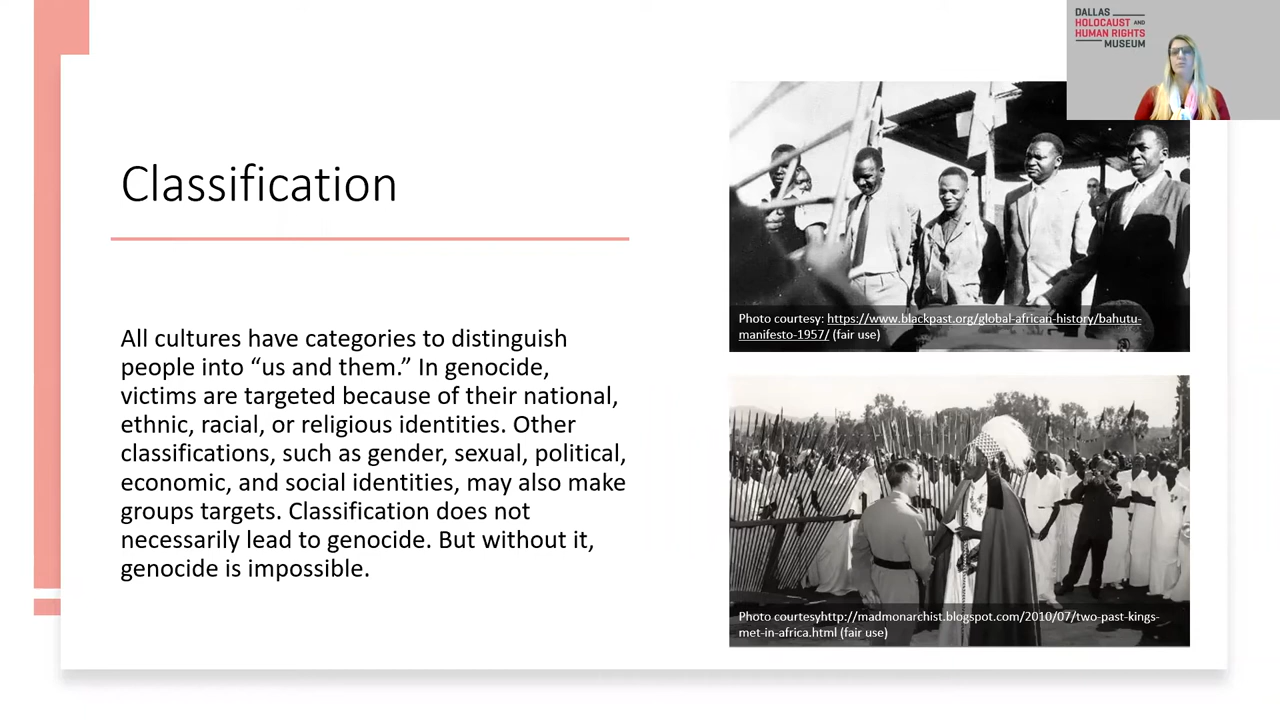 DALLAS
HOLOCAUST AND
HUMAN RIGHTS
MUSEUM
Classification
All cultures have categories to distinguish
people into “us and them.” In genocide,
victims are targeted because of their national,
ethnic, racial, or religious identities. Other
classifications, such as gender, sexual, political,
economic, and social identities, may also make
groups targets. Classification does not
necessarily lead to genocide. But without it,
genocide is impossible.
Photo courtesy: https://www.blackpast.org/global-african-history/bahutu-
manifesto-1957/ (fair use)
Photo courtesyhttp://madmonarchist.blogspot.com/2010/07/two-past-kings-
met-in-africa.html (fair use)